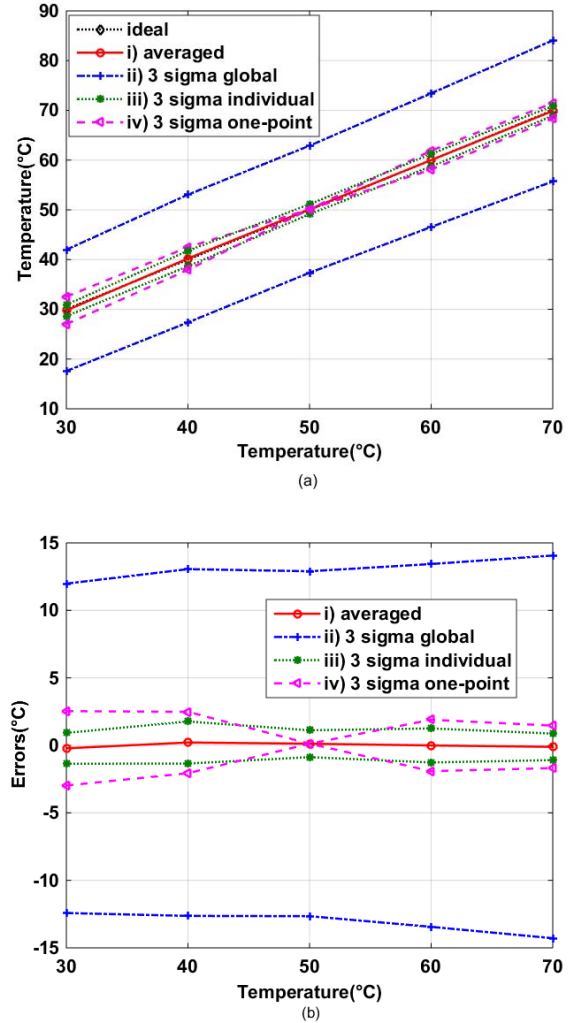 90
80
70
60
50
40
30
20
10
Temperature(°C)
ideal
i) averaged
ii) 3 sigma global
iii) 3 sigma individual
iv) 3 sigma one-point
30 40 50 60 70
Temperature(°C)
(a)
15
10
5
0
-5
-10
-15
Errors(°C)
i) averaged
ii) 3 sigma global
iii) 3 sigma individual
iv) 3 sigma one-point
30 40 50 60 70
Temperature(°C)
(b)